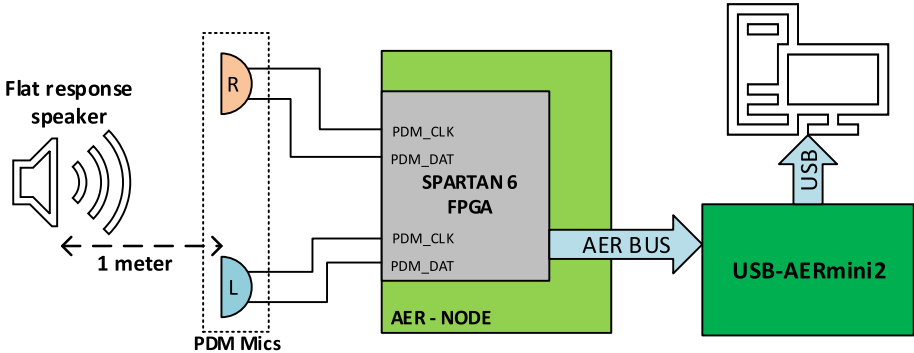 Flat response
speaker
1 meter
R
L
PDM Mics
PDM_CLK
PDM_DAT
SPARTAN 6
FPGA
PDM_CLK
PDM_DAT
AER - NODE
AER BUS
USB
USB-AERmini2